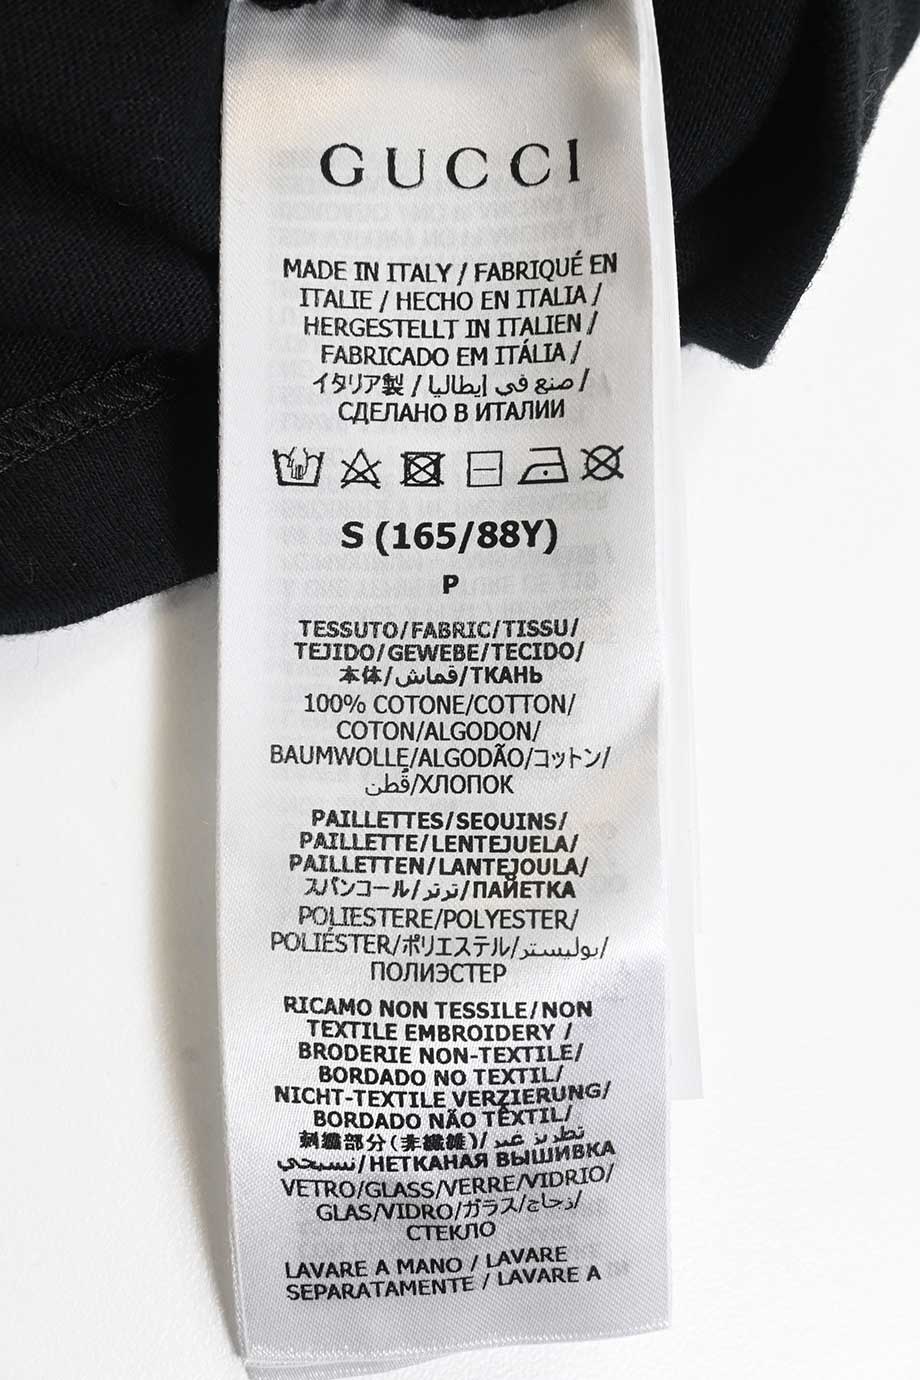 GUCCI
MADE IN ITALY / FABRIQUÉ EN
ITALIE / HECHO EN ITALIA /
HERGESTELLT IN ITALIEN /
FABRICADO EM ITÁLIA /
イタリア製 / صنع في إيطاليا /
СДЕЛАНО В ИТАЛИИ
S (165/88Y)
P
TESSUTO/FABRIC/TISSU/
TEJIDO/GEWEBE/TECIDO/
本体/قماش/ТКАНЬ
100% COTONE/COTTON/
COTON/ALGODON/
BAUMWOLLE/ALGODÃO/コットン/
قُطن/ХЛОПОК
PAILLETTES/SEQUINS/
PAILLETTE/LENTEJUELA/
PAILLETTEN/LANTEJOULA/
スパンコール/ترتر/ПАЙЕТКА
POLIESTERE/POLYESTER/
POLIÉSTER/ポリエステル/بوليستر/
ПОЛИЭСТЕР
RICAMO NON TESSILE/NON
TEXTILE EMBROIDERY /
BRODERIE NON-TEXTILE/
BORDADO NO TEXTIL/
NICHT-TEXTILE VERZIERUNG/
BORDADO NÃO TÊXTIL/
刺繍部分(非繊維)/تطريز غير
نسيجي/НЕТКАНАЯ ВЫШИВКА
VETRO/GLASS/VERRE/VIDRIO/
GLAS/VIDRO/ガラス/زجاج/
СТЕКЛО
LAVARE A MANO / LAVARE
SEPARATAMENTE / LAVARE A